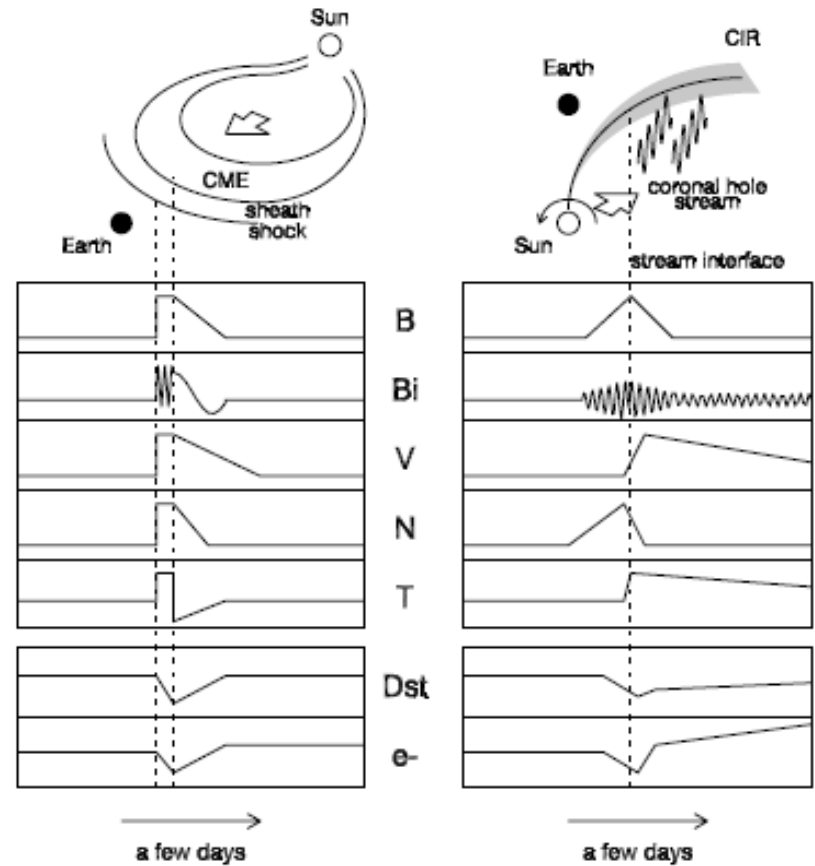 Sun
CME
sheath
shock
Earth
CIR
Earth
coronal hole
stream
Sun
stream interface
B
Bi
V
N
T
Dst
e-
a few days
a few days